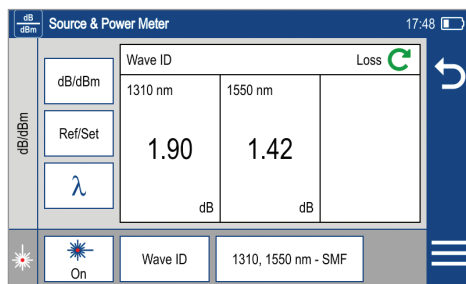 dB
dBm
Source & Power Meter
17:48
dB/dBm
dB/dBm
Ref/Set
λ
Wave ID
Loss
1310 nm
1550 nm
1.90
1.42
dB
dB
On
Wave ID
1310, 1550 nm - SMF